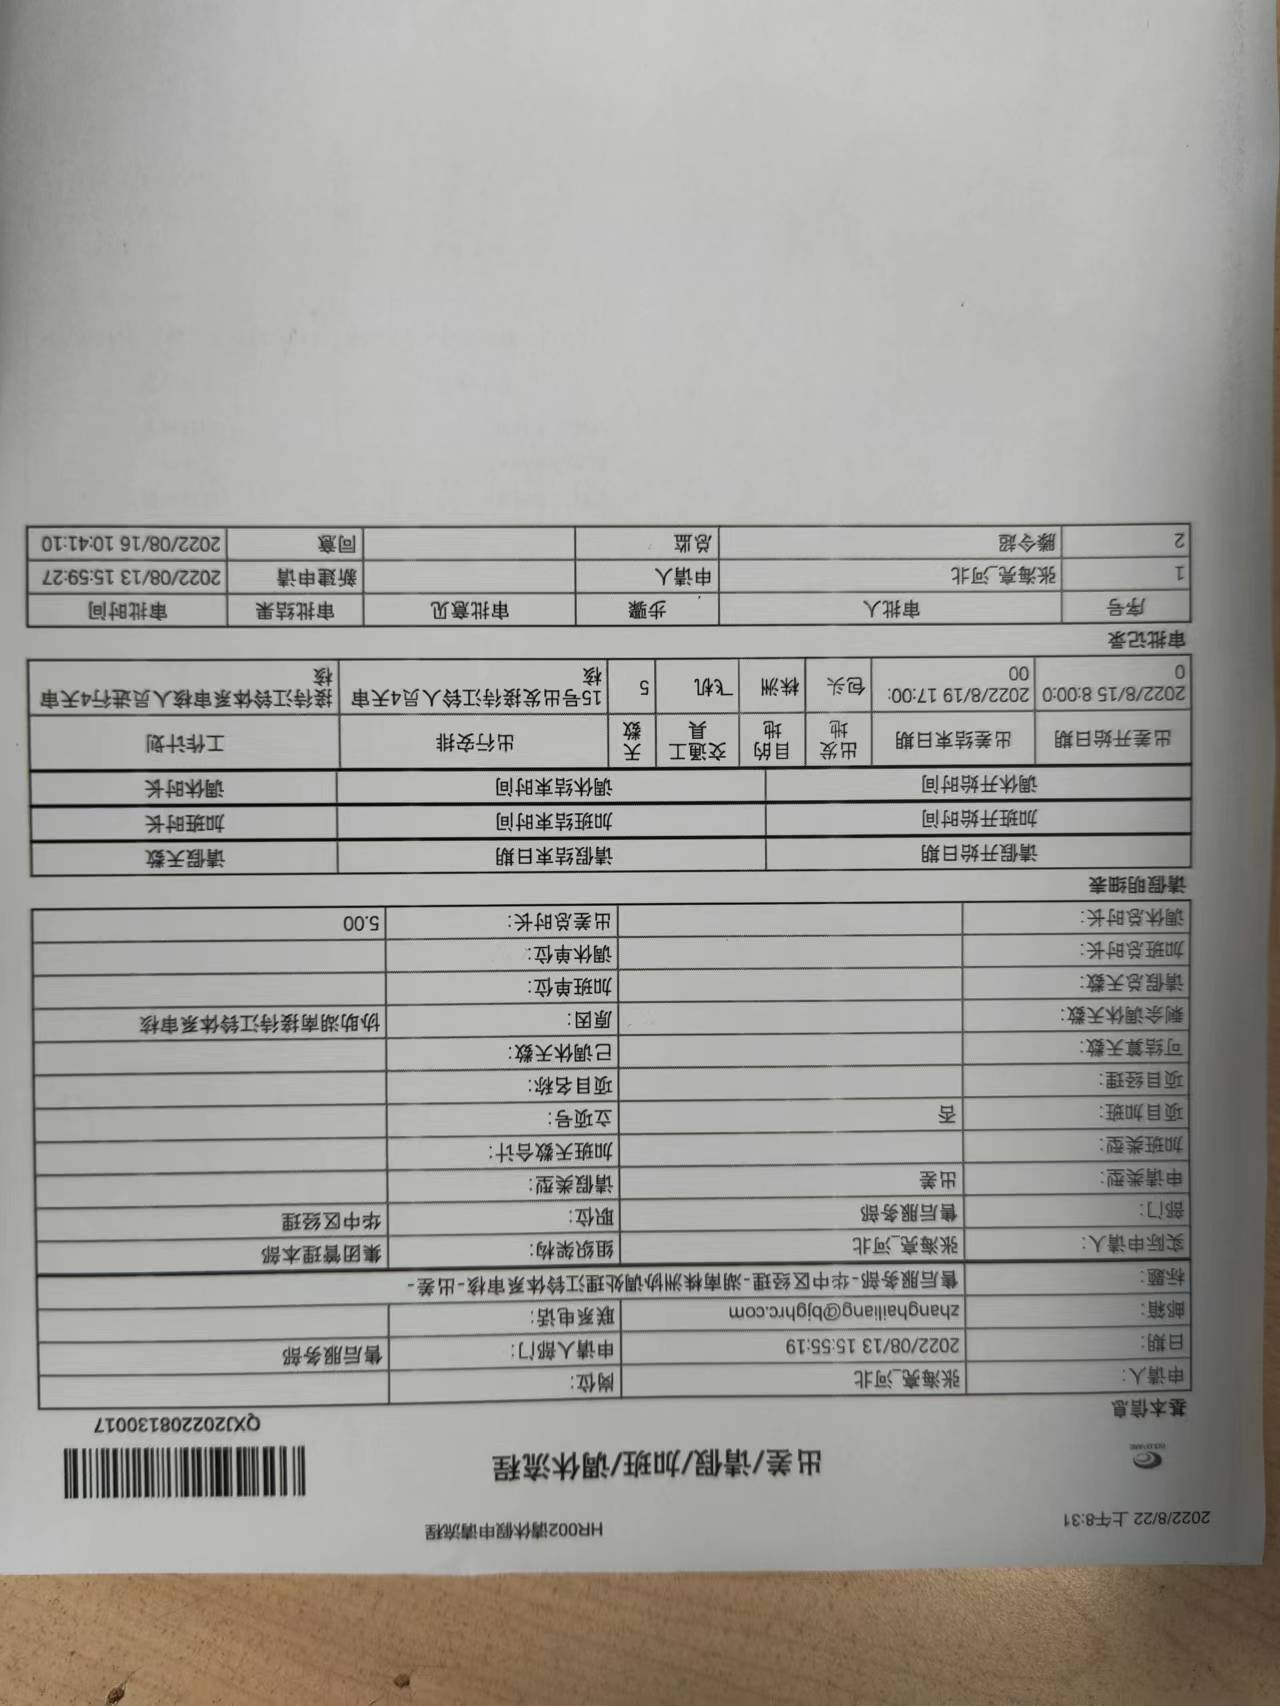 2022/8/22 上午8:31
HR002请休假申请流程
出差/请假/加班/调休流程
QXJ202208130017
基本信息
申请人: 张海亮_河北 岗位:
日期: 2022/08/13 15:55:19 申请人部门: 售后服务部
邮箱: zhanghailiang@bjghrc.com 联系电话:
标题: 售后服务部-华中区经理-湖南株洲协调处理江铃体系审核-出差-
实际申请人: 张海亮_河北 组织架构: 集团管理本部
部门: 售后服务部 职位: 华中区经理
申请类型: 出差 请假类型:
加班类型: 加班天数合计:
项目加班: 否 立项号:
项目经理: 项目名称:
可结算天数: 已调休天数:
剩余调休天数: 原因: 协助湖南接待江铃体系审核
请假总天数: 加班单位:
加班总时长: 调休单位:
调休总时长: 出差总时长: 5.00
请假明细表
请假开始日期 请假结束日期 请假天数
加班开始时间 加班结束时间 加班时长
调休开始时间 调休结束时间 调休时长
出差开始日期 出差结束日期 出发地 目的地 交通工具 天数 出行安排 工作计划
2022/8/15 8:00:00 2022/8/19 17:00:00 包头 株洲 飞机 5 15号出发接待江铃人员4天审核 接待江铃体系审核人员进行4天审核
审批记录
序号 审批人 步骤 审批意见 审批结果 审批时间
1 张海亮_河北 申请人 新建申请 2022/08/13 15:59:27
2 滕令超 总监 同意 2022/08/16 10:41:10